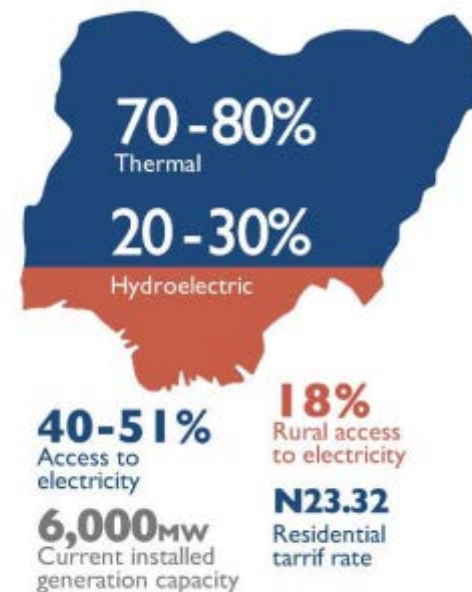 70-80%
Thermal
20-30%
Hydroelectric
40-51%
Access to
electricity
18%
Rural access
to electricity
6,000MW
Current installed
generation capacity
N23.32
Residential
tarrif rate